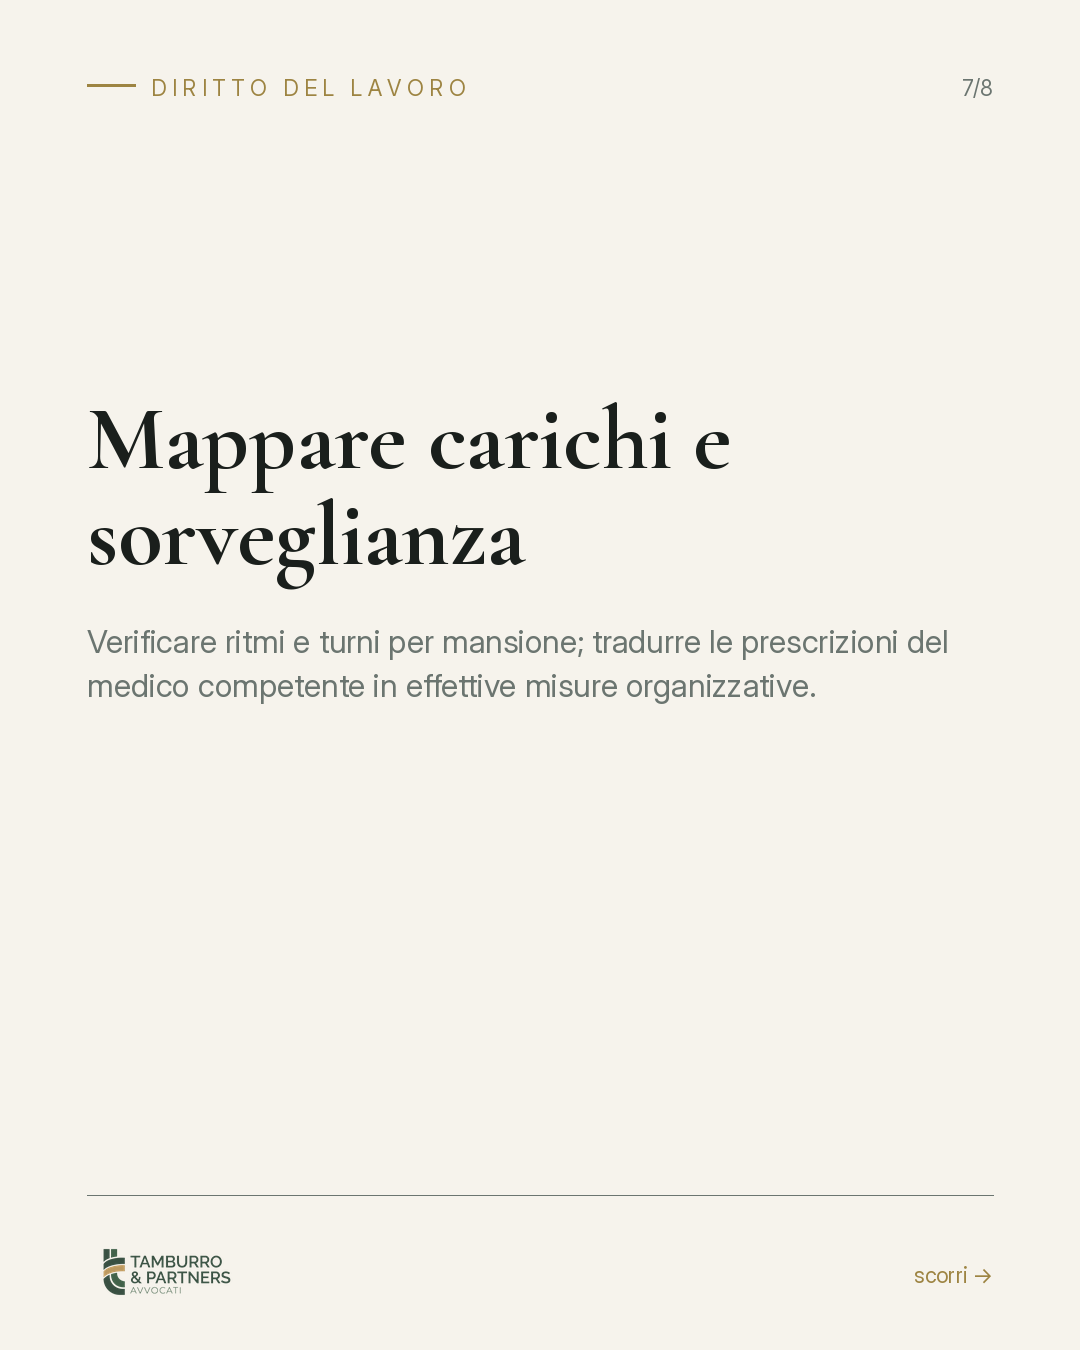 DIRITTO DEL LAVORO
7/8
Mappare carichi e
sorveglianza
Verificare ritmi e turni per mansione; tradurre le prescrizioni del
medico competente in effettive misure organizzative.
TAMBURRO
& PARTNERS
AVVOCATI
scorri →